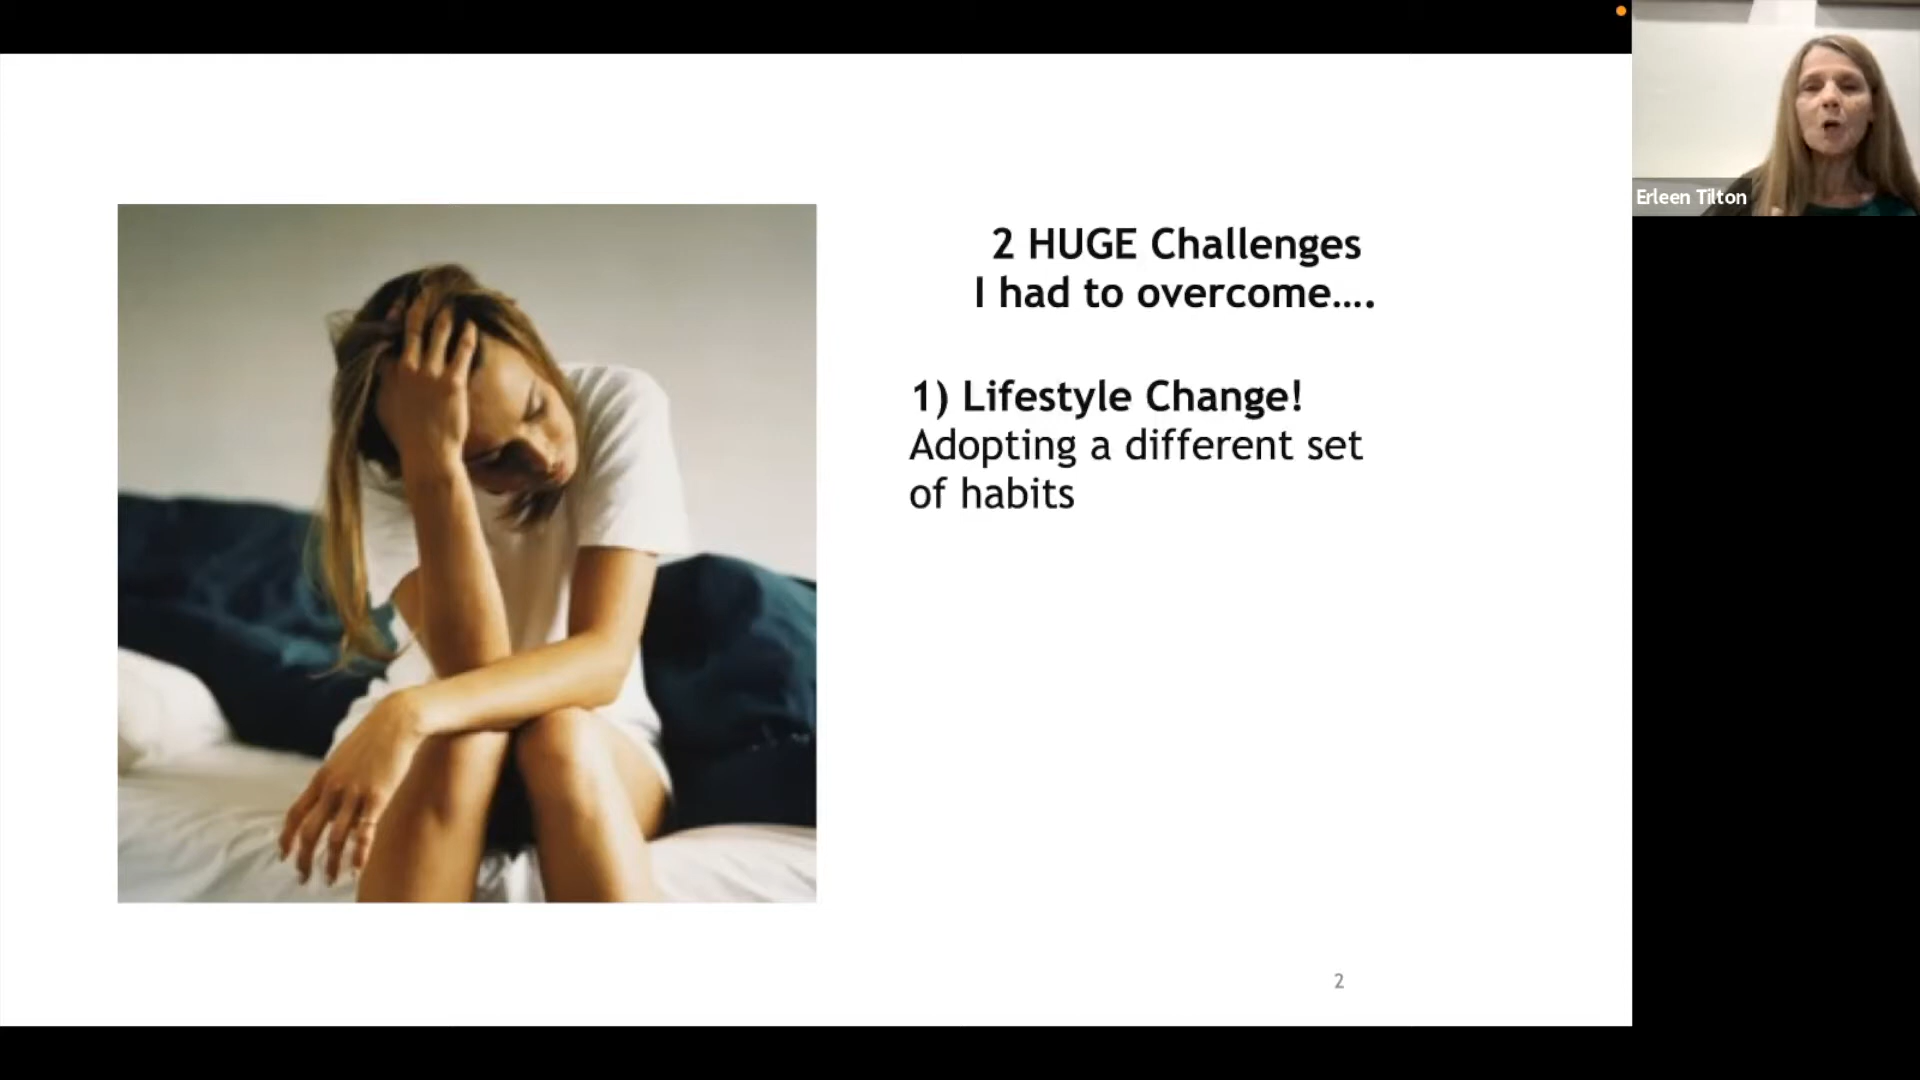 2 HUGE Challenges
I had to overcome....
1) Lifestyle Change!
Adopting a different set
of habits
2
Erleen Tilton